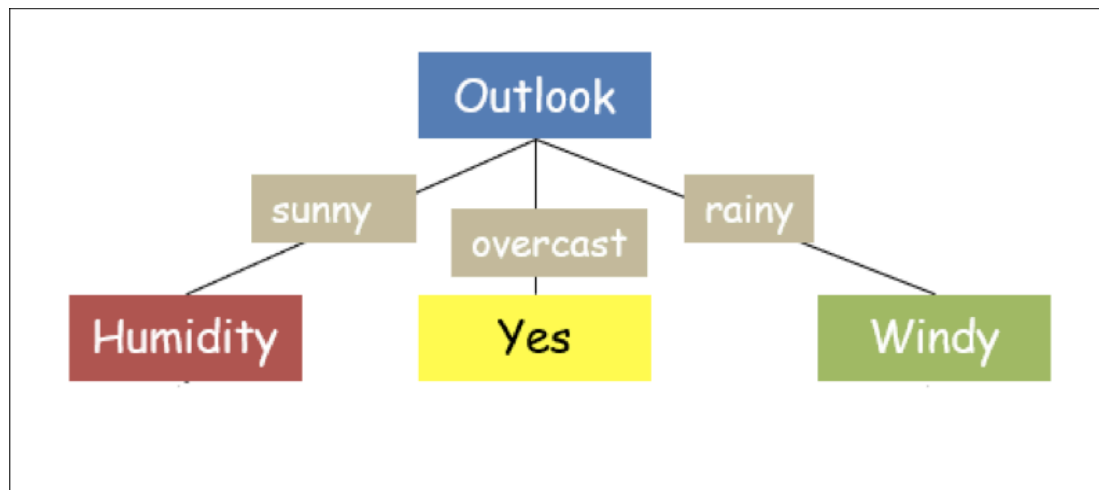 Outlook
sunny
overcast
rainy
Humidity
Yes
Windy